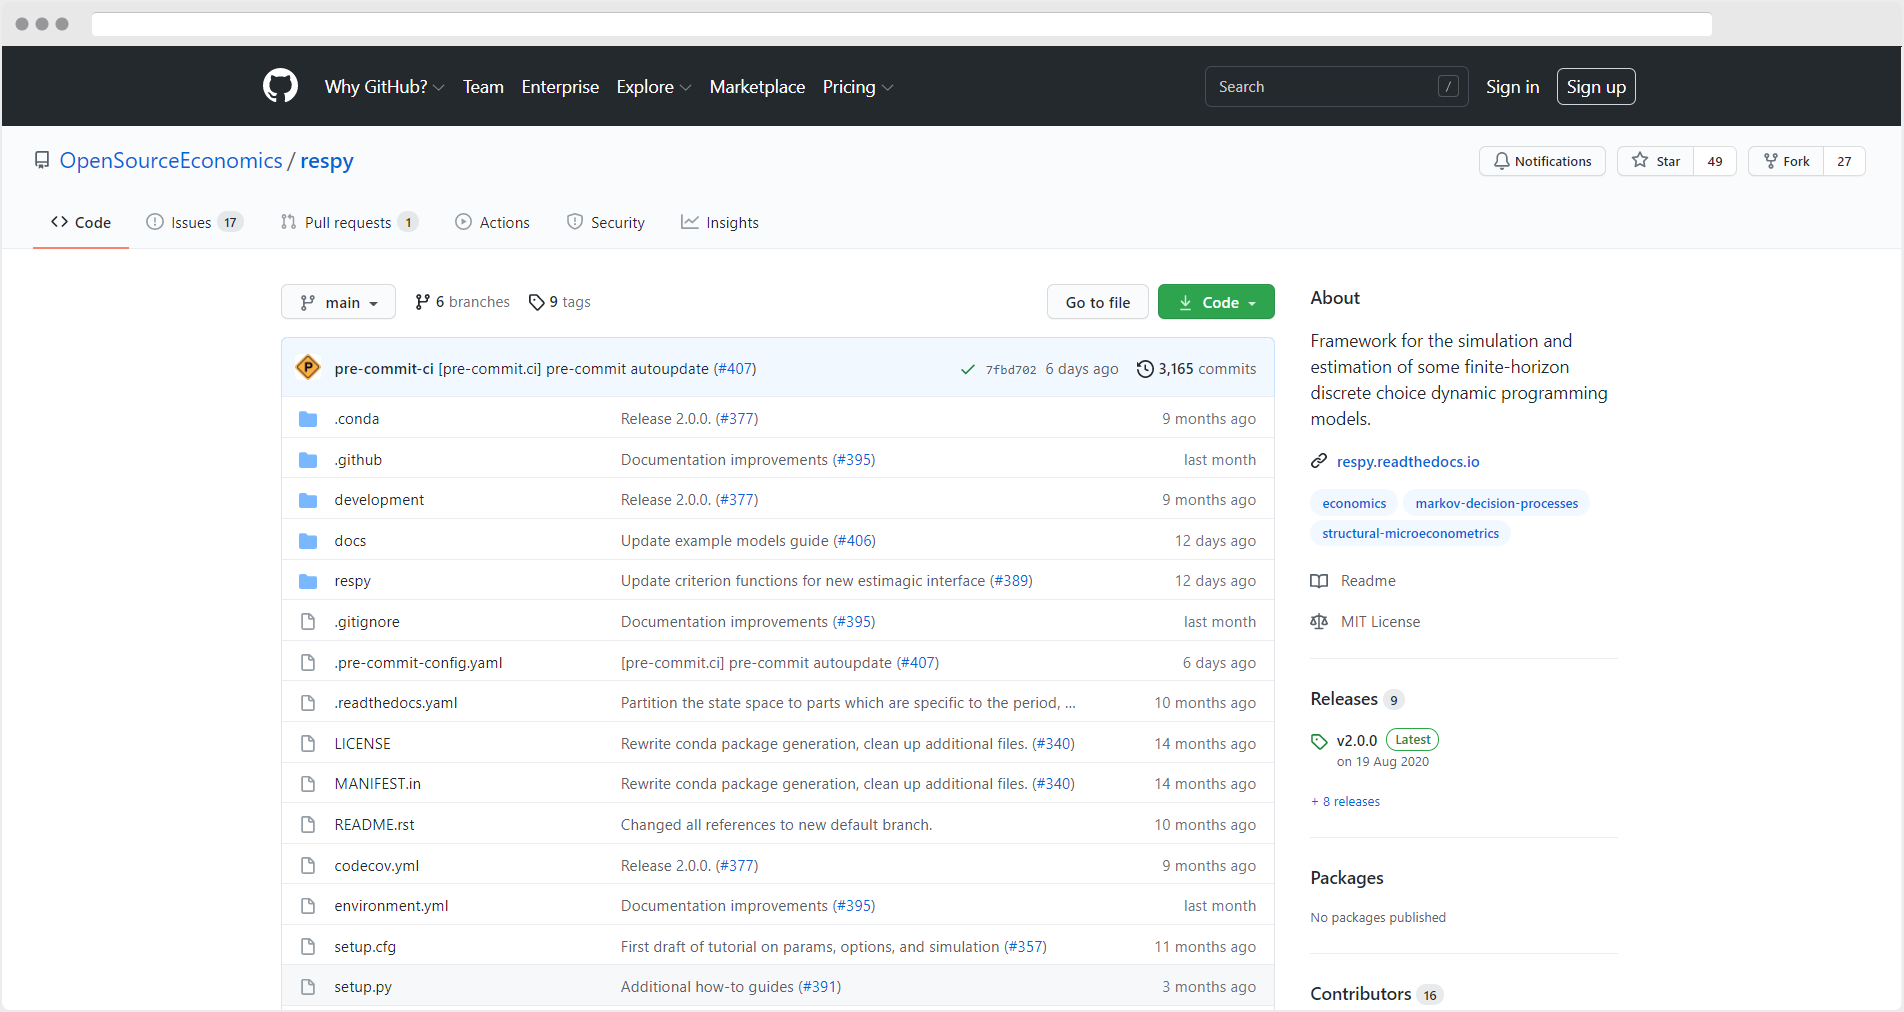 Why GitHub? Team Enterprise Explore Marketplace Pricing Search / Sign in Sign up
OpenSourceEconomics / respy Notifications Star 49 Fork 27
Code Issues 17 Pull requests 1 Actions Security Insights
main 6 branches 9 tags Go to file Code
P pre-commit-ci [pre-commit.ci] pre-commit autoupdate (#407) 7fbd702 6 days ago 3,165 commits
.conda Release 2.0.0. (#377) 9 months ago
.github Documentation improvements (#395) last month
development Release 2.0.0. (#377) 9 months ago
docs Update example models guide (#406) 12 days ago
respy Update criterion functions for new estimagic interface (#389) 12 days ago
.gitignore Documentation improvements (#395) last month
.pre-commit-config.yaml [pre-commit.ci] pre-commit autoupdate (#407) 6 days ago
.readthedocs.yaml Partition the state space to parts which are specific to the period, ... 10 months ago
LICENSE Rewrite conda package generation, clean up additional files. (#340) 14 months ago
MANIFEST.in Rewrite conda package generation, clean up additional files. (#340) 14 months ago
README.rst Changed all references to new default branch. 10 months ago
codecov.yml Release 2.0.0. (#377) 9 months ago
environment.yml Documentation improvements (#395) last month
setup.cfg First draft of tutorial on params, options, and simulation (#357) 11 months ago
setup.py Additional how-to guides (#391) 3 months ago
About
Framework for the simulation and
estimation of some finite-horizon
discrete choice dynamic programming
models.
respy.readthedocs.io
economics markov-decision-processes
structural-microeconometrics
Readme
MIT License
Releases 9
v2.0.0 Latest
on 19 Aug 2020
+ 8 releases
Packages
No packages published
Contributors 16